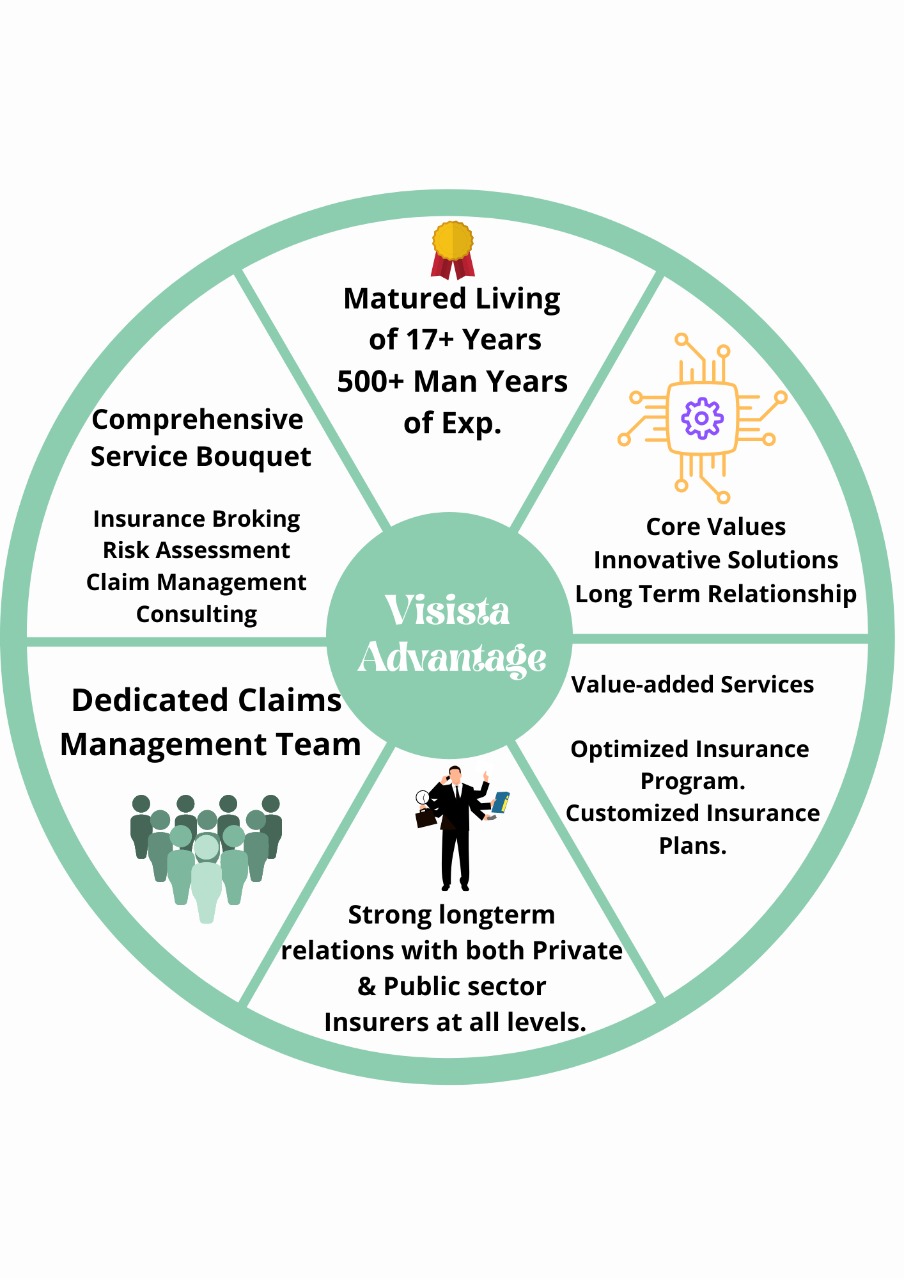 Matured Living
of 17+ Years
500+ Man Years
of Exp.
Core Values
Innovative Solutions
Long Term Relationship
Value-added Services
Optimized Insurance
Program.
Customized Insurance
Plans.
Strong longterm
relations with both Private
& Public sector
Insurers at all levels.
Dedicated Claims
Management Team
Comprehensive
Service Bouquet
Insurance Broking
Risk Assessment
Claim Management
Consulting
Visista
Advantage